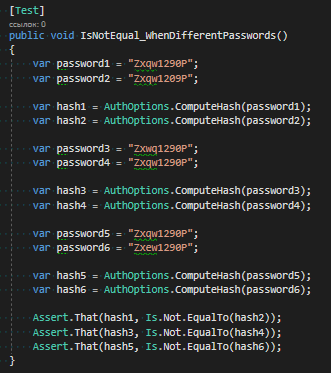 [Test]
ссылок: 0
public void IsNotEqual_WhenDifferentPasswords()
{
var password1 = "Zxqw1290P";
var password2 = "Zxqw1209P";
var hash1 = AuthOptions.ComputeHash(password1);
var hash2 = AuthOptions.ComputeHash(password2);
var password3 = "Zxwq1290P";
var password4 = "Zxqw1290P";
var hash3 = AuthOptions.ComputeHash(password3);
var hash4 = AuthOptions.ComputeHash(password4);
var password5 = "Zxqw1290P";
var password6 = "Zxew1290P";
var hash5 = AuthOptions.ComputeHash(password5);
var hash6 = AuthOptions.ComputeHash(password6);
Assert.That(hash1, Is.Not.EqualTo(hash2));
Assert.That(hash3, Is.Not.EqualTo(hash4));
Assert.That(hash5, Is.Not.EqualTo(hash6));
}